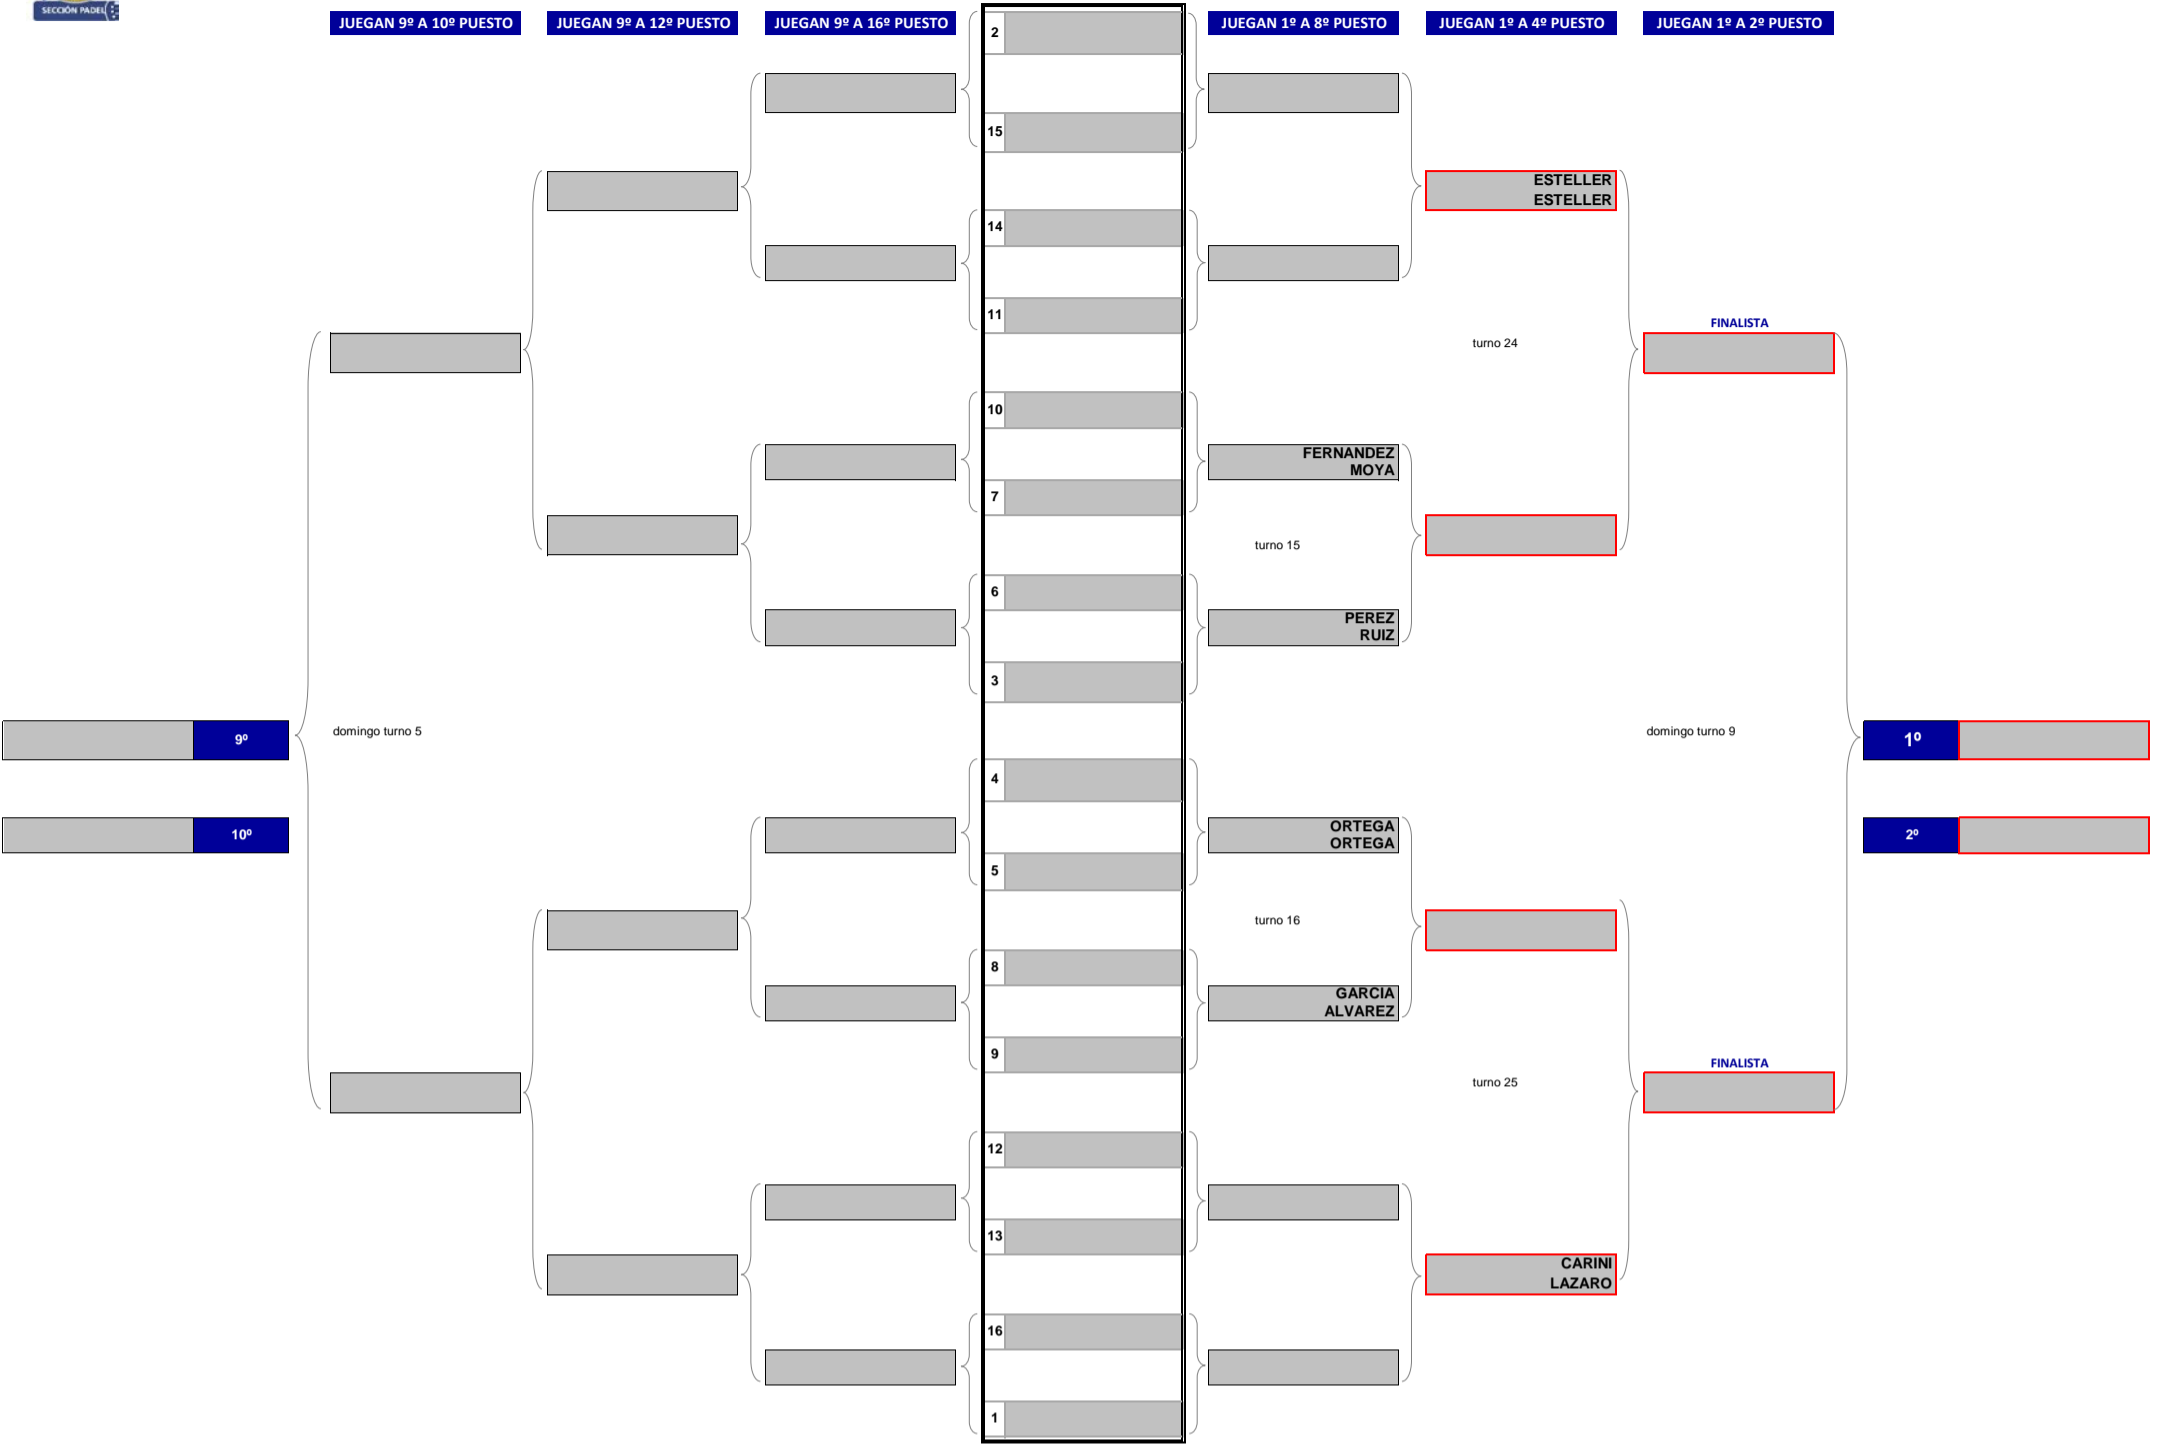 SECCIÓN PADEL
JUEGAN 9º A 10º PUESTO
JUEGAN 9º A 12º PUESTO
JUEGAN 9º A 16º PUESTO
JUEGAN 1º A 8º PUESTO
JUEGAN 1º A 4º PUESTO
JUEGAN 1º A 2º PUESTO
2
15
ESTELLER
ESTELLER
14
11
FINALISTA
turno 24
10
FERNANDEZ
MOYA
7
turno 15
6
PEREZ
RUIZ
3
9º
domingo turno 5
domingo turno 9
1º
4
10º
ORTEGA
ORTEGA
2º
5
turno 16
8
GARCIA
ALVAREZ
9
FINALISTA
turno 25
12
13
CARINI
LAZARO
16
1